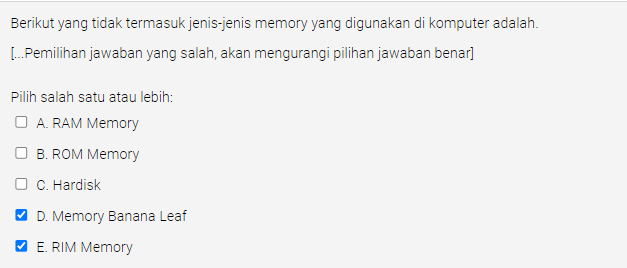 Berikut yang tidak termasuk jenis-jenis memory yang digunakan di komputer adalah.
[...Pemilihan jawaban yang salah, akan mengurangi pilihan jawaban benar]
Pilih salah satu atau lebih:
A. RAM Memory
B. ROM Memory
C. Hardisk
D. Memory Banana Leaf
E. RIM Memory